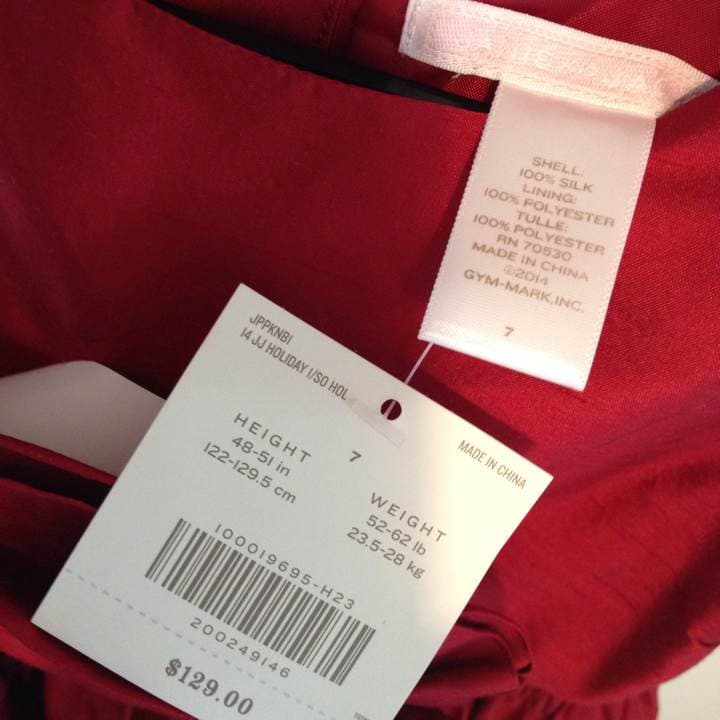 SHELL:
100% SILK
LINING:
100% POLYESTER
TULLE:
100% POLYESTER
RN 70530
MADE IN CHINA
©2014
GYM-MARK,INC.
7
JPPKNB1
14 JJ HOLIDAY 1/SO HOL
MADE IN CHINA
HEIGHT
48-51 in
122-129.5 cm
7
WEIGHT
52-62 lb
23.5-28 kg
100019695-H23
200249146
$129.00